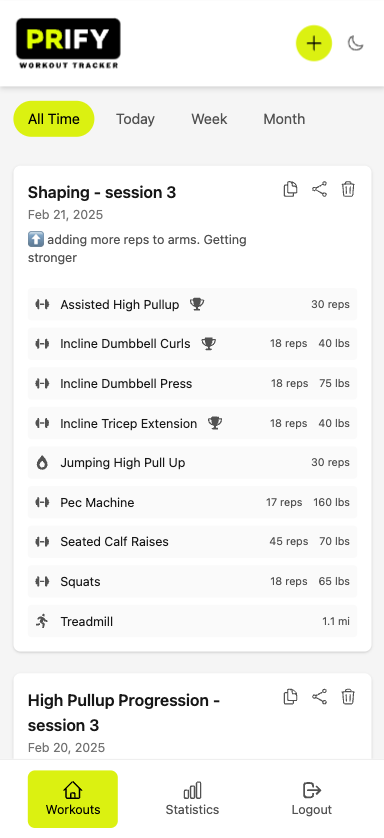 PRIFY
WORKOUT TRACKER
All Time Today Week Month
Shaping - session 3
Feb 21, 2025
⬆️ adding more reps to arms. Getting
stronger
Assisted High Pullup 30 reps
Incline Dumbbell Curls 18 reps 40 lbs
Incline Dumbbell Press 18 reps 75 lbs
Incline Tricep Extension 18 reps 40 lbs
Jumping High Pull Up 30 reps
Pec Machine 17 reps 160 lbs
Seated Calf Raises 45 reps 70 lbs
Squats 18 reps 65 lbs
Treadmill 1.1 mi
High Pullup Progression -
session 3
Feb 20, 2025
Workouts Statistics Logout